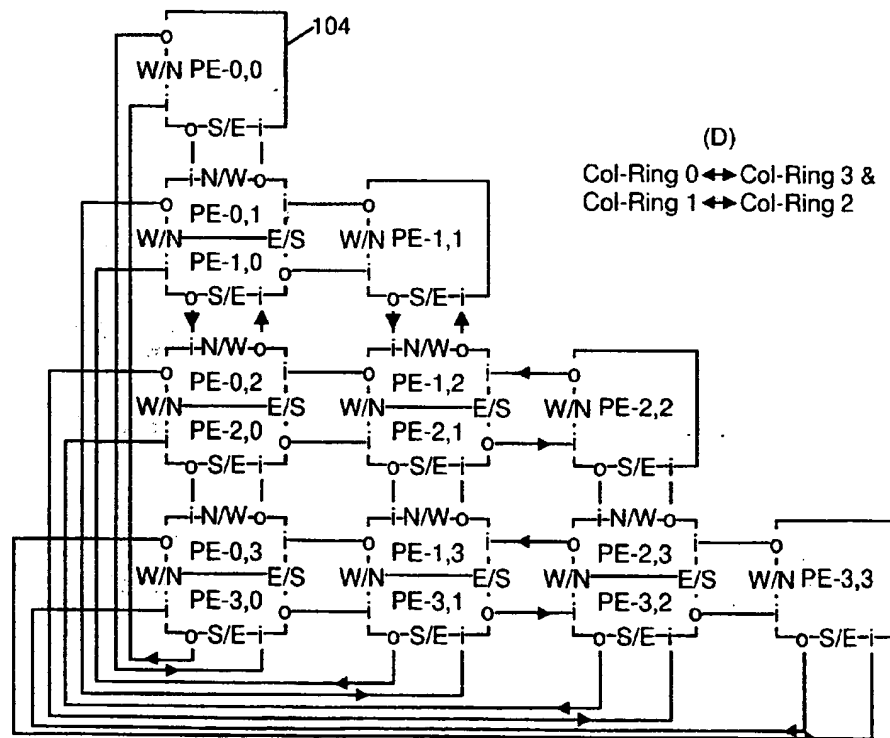 104
o
W/N PE-0,0
i
o S/E i
(D)
Col-Ring 0 ↔ Col-Ring 3 &
Col-Ring 1 ↔ Col-Ring 2
i N/W o
o PE-0,1 i o
W/N E/S W/N PE-1,1
i PE-1,0 o i
o S/E i o S/E i
i N/W o i N/W o
o PE-0,2 i o PE-1,2 i o
W/N E/S W/N E/S W/N PE-2,2
i PE-2,0 o i PE-2,1 o i
o S/E i o S/E i o S/E i
i N/W o i N/W o i N/W o
o PE-0,3 i o PE-1,3 i o PE-2,3 i o
W/N E/S W/N E/S W/N E/S W/N PE-3,3
i PE-3,0 o i PE-3,1 o i PE-3,2 o i
o S/E i o S/E i o S/E i o S/E i